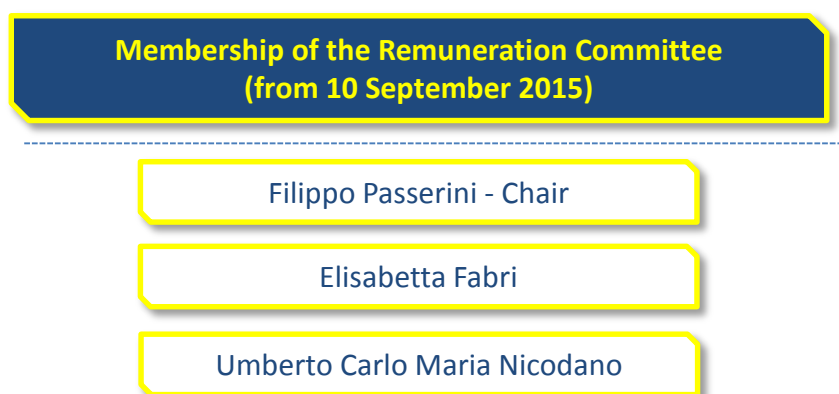 Membership of the Remuneration Committee
(from 10 September 2015)
Filippo Passerini - Chair
Elisabetta Fabri
Umberto Carlo Maria Nicodano